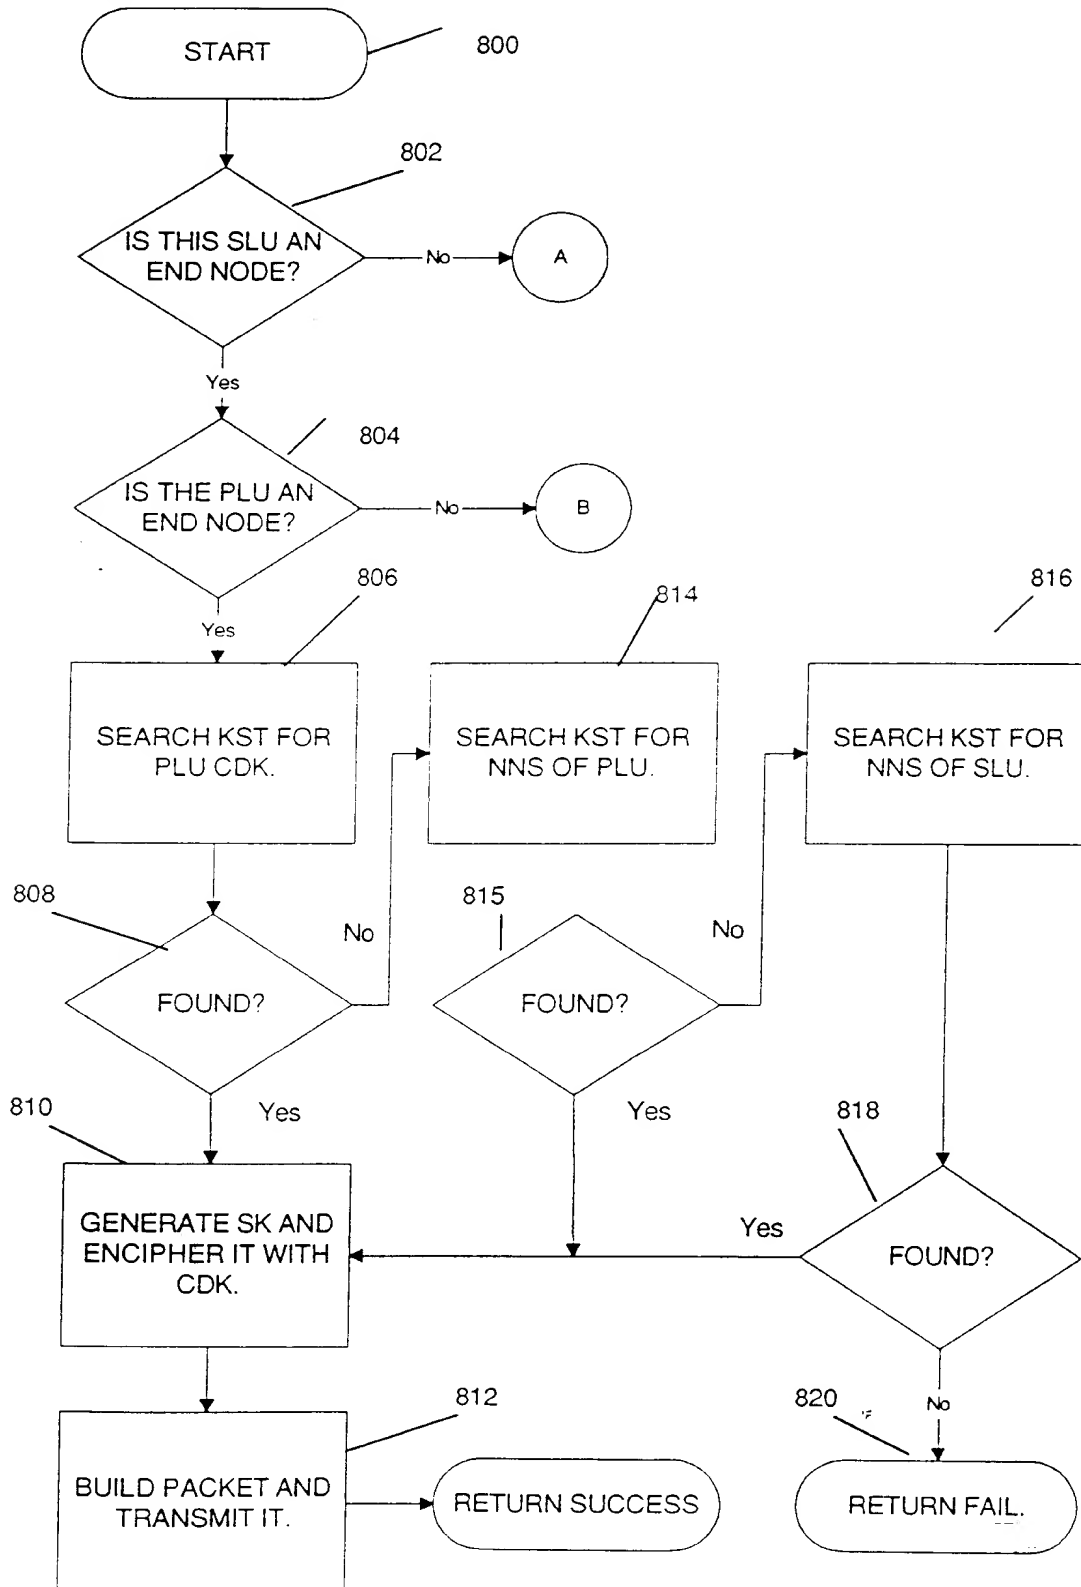 START
800
802
IS THIS SLU AN
END NODE?
No
A
Yes
804
IS THE PLU AN
END NODE?
No
B
Yes
806
814
816
SEARCH KST FOR
PLU CDK.
SEARCH KST FOR
NNS OF PLU.
SEARCH KST FOR
NNS OF SLU.
808
FOUND?
No
815
FOUND?
No
810
Yes
Yes
818
GENERATE SK AND
ENCIPHER IT WITH
CDK.
Yes
FOUND?
812
820
No
BUILD PACKET AND
TRANSMIT IT.
RETURN SUCCESS
RETURN FAIL.